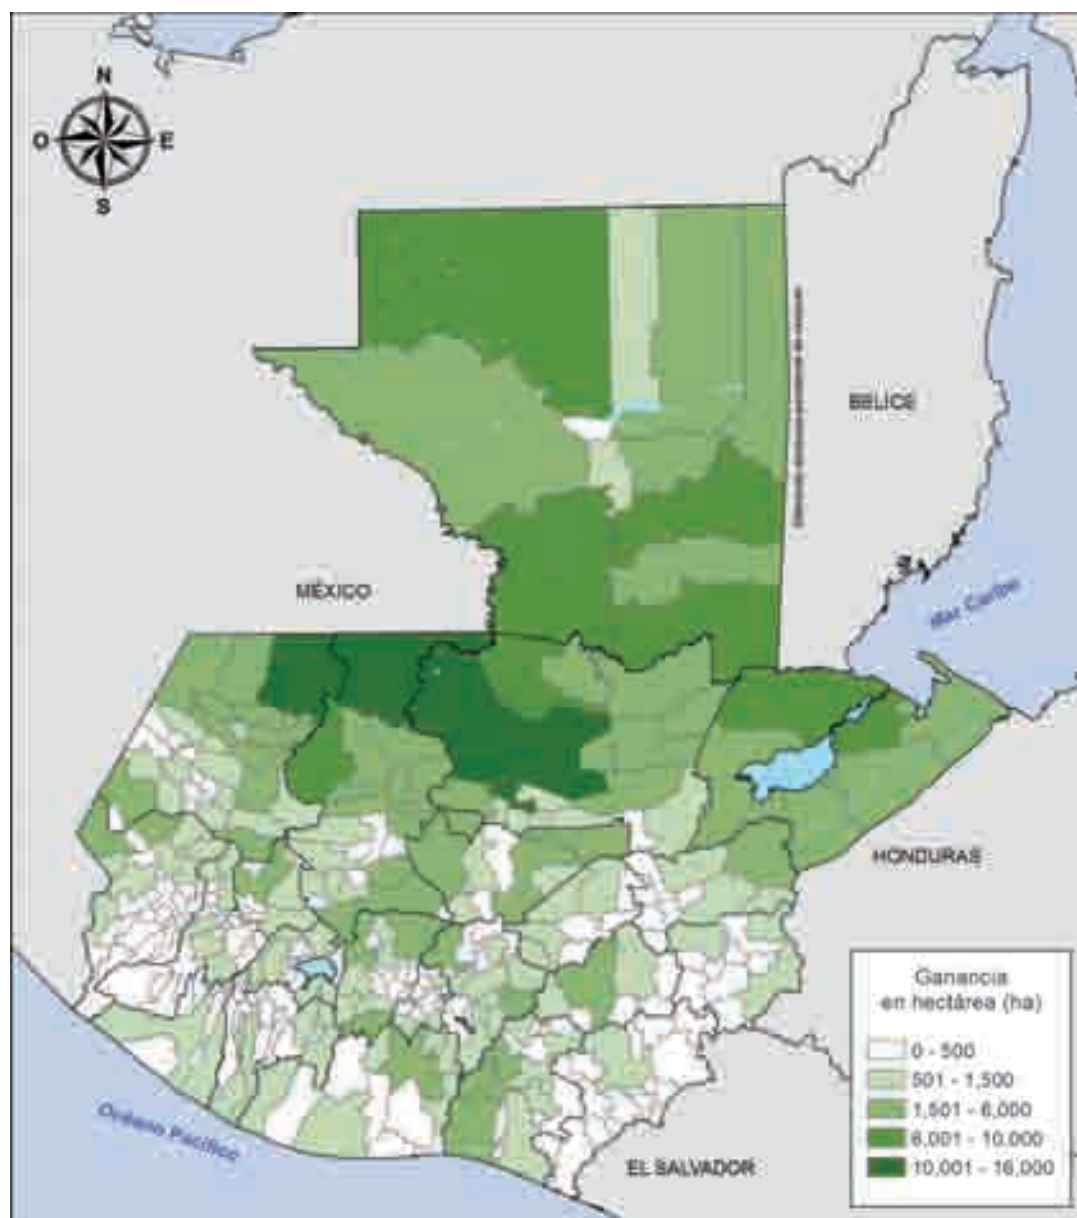 N
O
E
S
BELICE
MÉXICO
Mar Caribe
HONDURAS
Ganancia
en hectárea (ha)
0 - 500
501 - 1,500
1,501 - 6,000
6,001 - 10,000
10,001 - 16,000
Océano Pacífico
EL SALVADOR